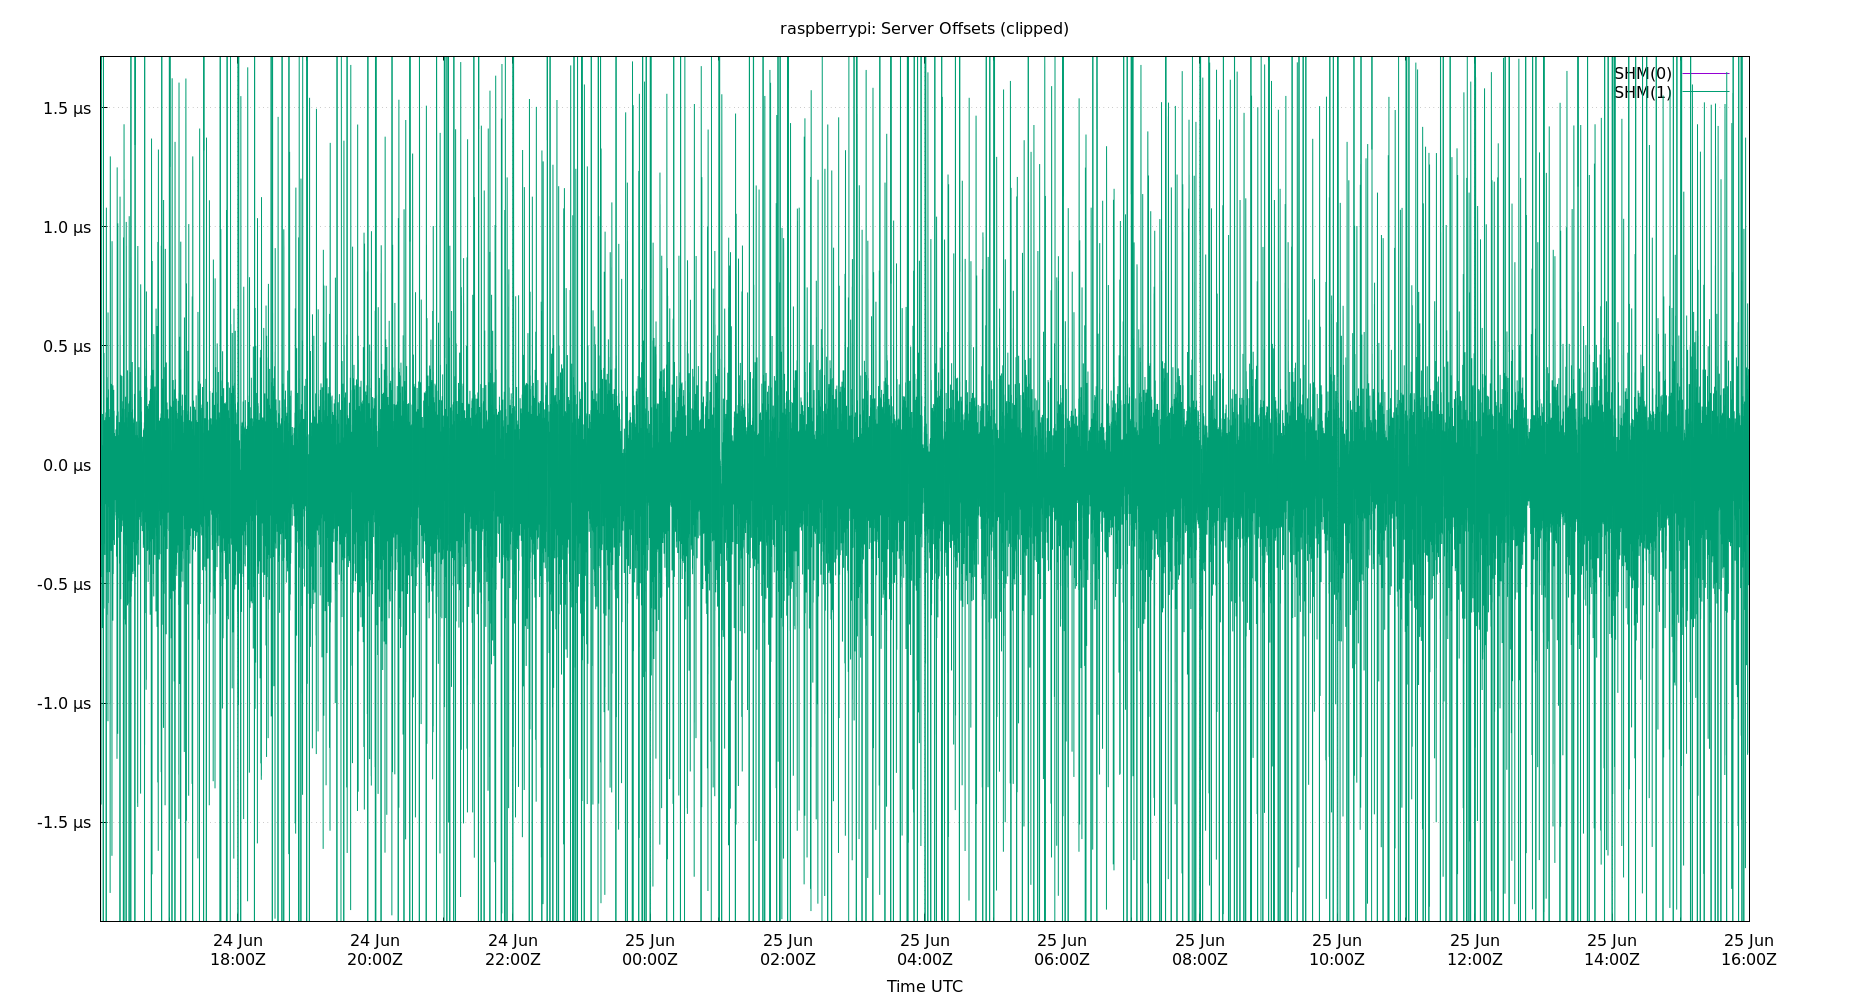 raspberrypi: Server Offsets (clipped)
SHM(0)
SHM(1)
1.5 µs
1.0 µs
0.5 µs
0.0 µs
-0.5 µs
-1.0 µs
-1.5 µs
24 Jun 24 Jun 24 Jun 25 Jun 25 Jun 25 Jun 25 Jun 25 Jun 25 Jun 25 Jun 25 Jun 25 Jun
18:00Z 20:00Z 22:00Z 00:00Z 02:00Z 04:00Z 06:00Z 08:00Z 10:00Z 12:00Z 14:00Z 16:00Z
Time UTC